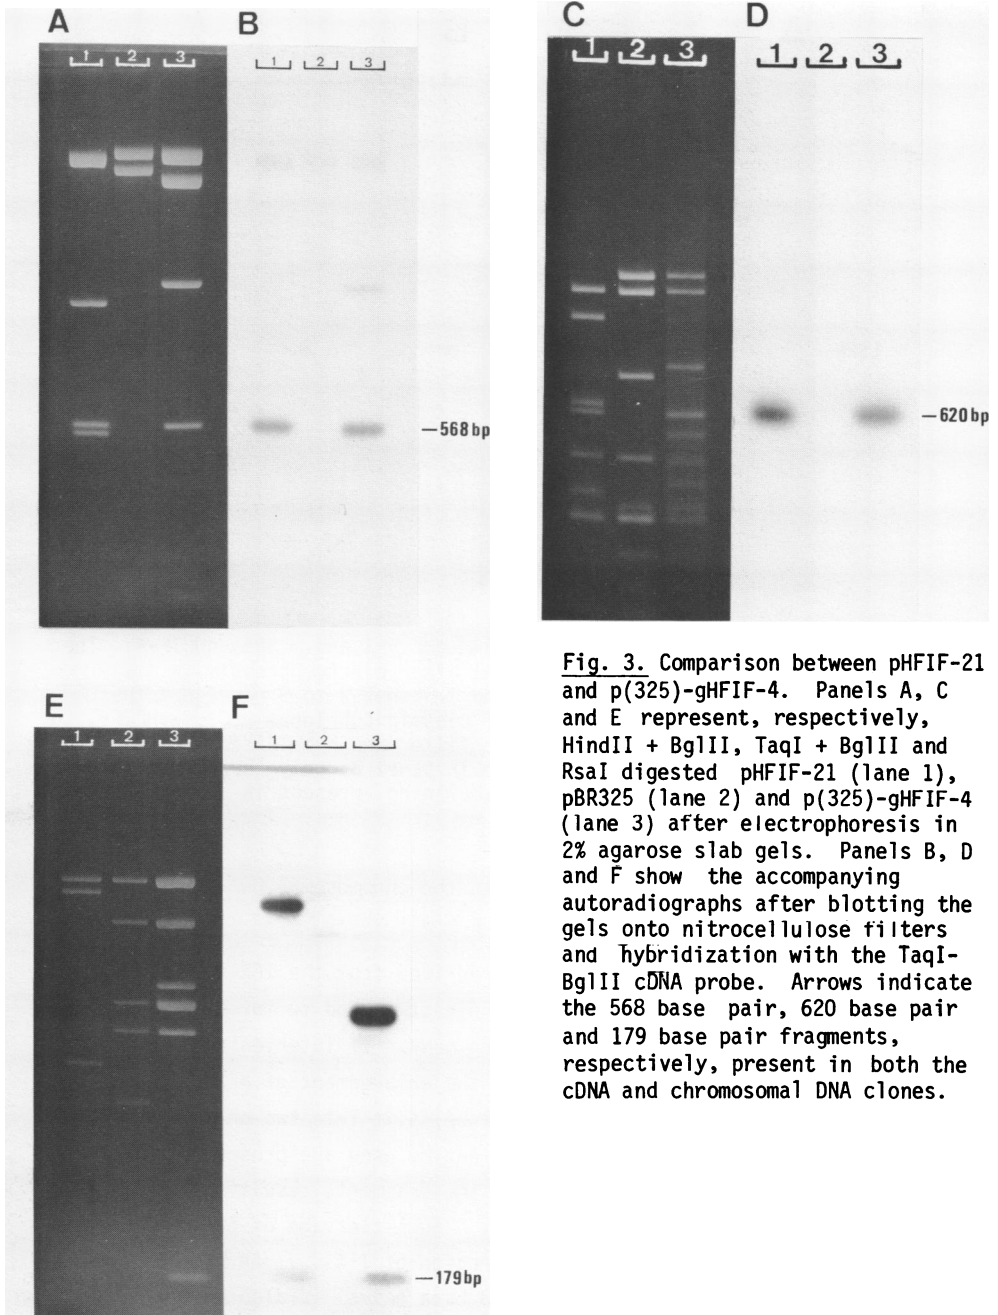 A
1 2 3
B
1 2 3
—568bp
C
1 2 3
D
1 2 3
—620bp
E
1 2 3
F
1 2 3
—179bp
Fig. 3. Comparison between pHFIF-21
and p(325)-gHFIF-4. Panels A, C
and E represent, respectively,
HindII + BglII, TaqI + BglII and
RsaI digested pHFIF-21 (lane 1),
pBR325 (lane 2) and p(325)-gHFIF-4
(lane 3) after electrophoresis in
2% agarose slab gels. Panels B, D
and F show the accompanying
autoradiographs after blotting the
gels onto nitrocellulose filters
and hybridization with the TaqI-
BglII cDNA probe. Arrows indicate
the 568 base pair, 620 base pair
and 179 base pair fragments,
respectively, present in both the
cDNA and chromosomal DNA clones.